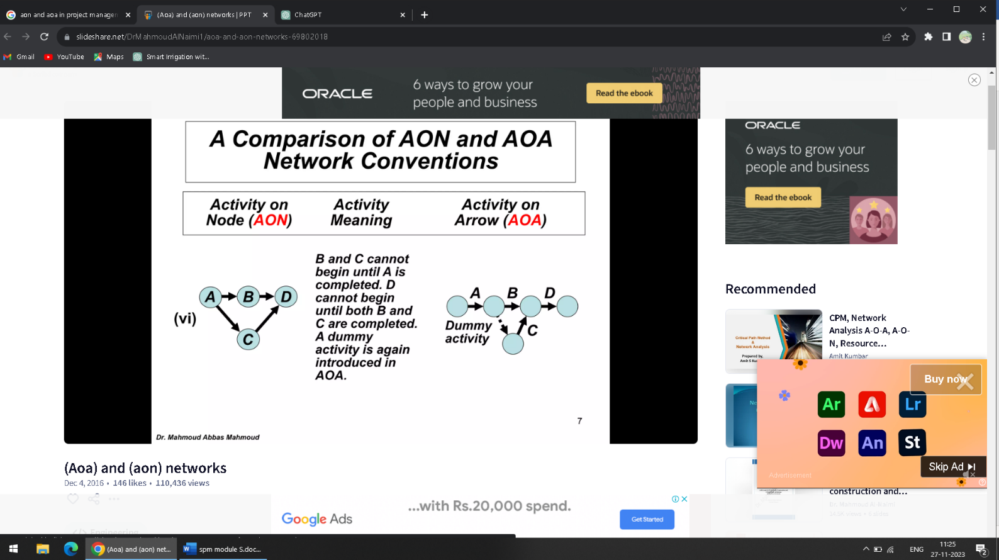 aon and aoa in project managem
(Aoa) and (aon) networks | PPT
ChatGPT
slideshare.net/DrMahmoudAlNaimi1/aoa-and-aon-networks-69802018
Gmail
YouTube
Maps
Smart Irrigation wit...
ORACLE
6 ways to grow your
people and business
Read the ebook
A Comparison of AON and AOA
Network Conventions
Activity on
Node (AON)
Activity
Meaning
Activity on
Arrow (AOA)
(vi)
A
B
D
C
B and C cannot
begin until A is
completed. D
cannot begin
until both B and
C are completed.
A dummy
activity is again
introduced in
AOA.
A
B
D
Dummy
activity
C
7
Dr. Mahmoud Abbas Mahmoud
ORACLE
6 ways to grow your
people and business
Read the ebook
Recommended
Critical Path Method
&
Network Analysis
Prepared by,
CPM, Network
Analysis A-O-A, A-O-
N, Resource...
Amit Kumbar
Buy now
Ar
Lr
Dw
An
St
Skip Ad
Advertisement
construction and...
Dr. Mahmoud Al-Naimi
(Aoa) and (aon) networks
Dec 4, 2016 • 146 likes • 110,436 views
Engineering
Google Ads
...with Rs.20,000 spend.
Get Started
(Aoa) and (aon) net...
spm module S.doc...
ENG
11:25
27-11-2023
2